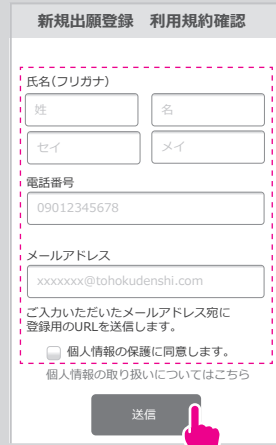 新規出願登録 利用規約確認
氏名(フリガナ)
姓 名
セイ メイ
電話番号
09012345678
メールアドレス
xxxxxxx@tohokudenshi.com
ご入力いただいたメールアドレス宛に
登録用のURLを送信します。
個人情報の保護に同意します。
個人情報の取り扱いについてはこちら
送信